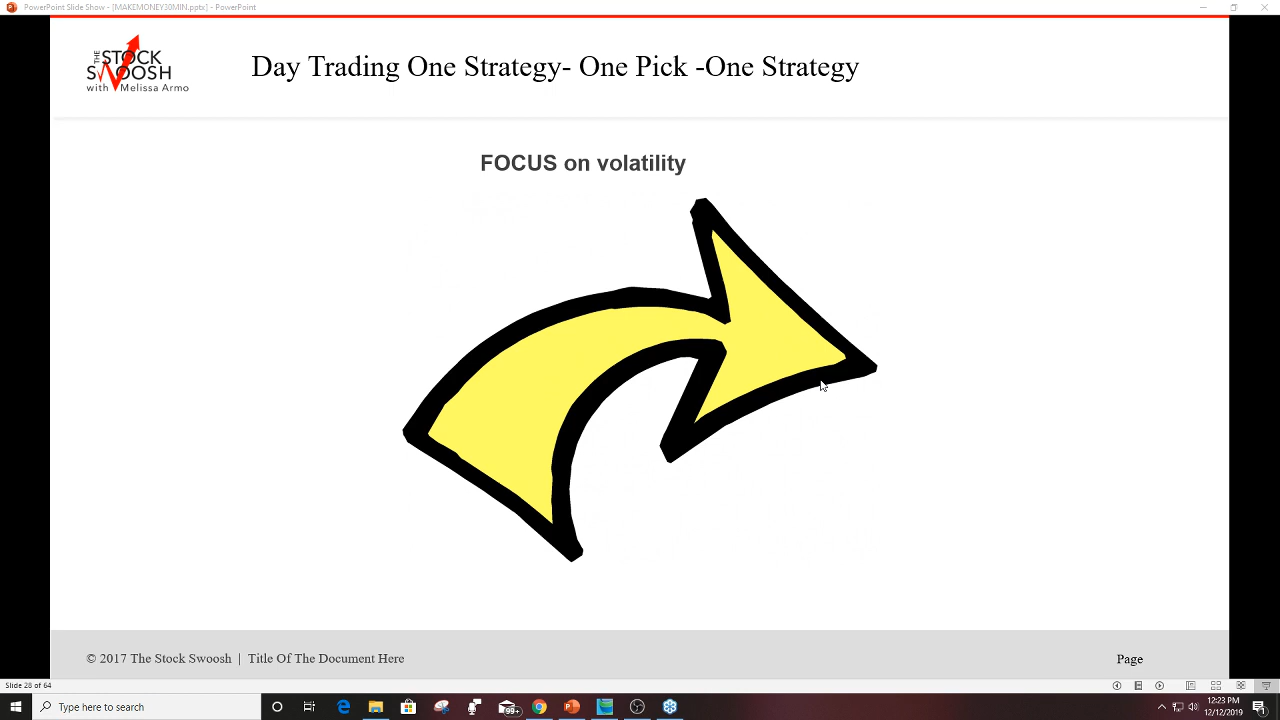 PowerPoint Slide Show - [MAKEMONEY30MIN.pptx] - PowerPoint
THE STOCK
SWOOSH
with Melissa Armo
Day Trading One Strategy- One Pick -One Strategy
FOCUS on volatility
© 2017 The Stock Swoosh | Title Of The Document Here
Page
Slide 28 of 64
Type here to search
99+
12:23 PM
12/12/2019
1